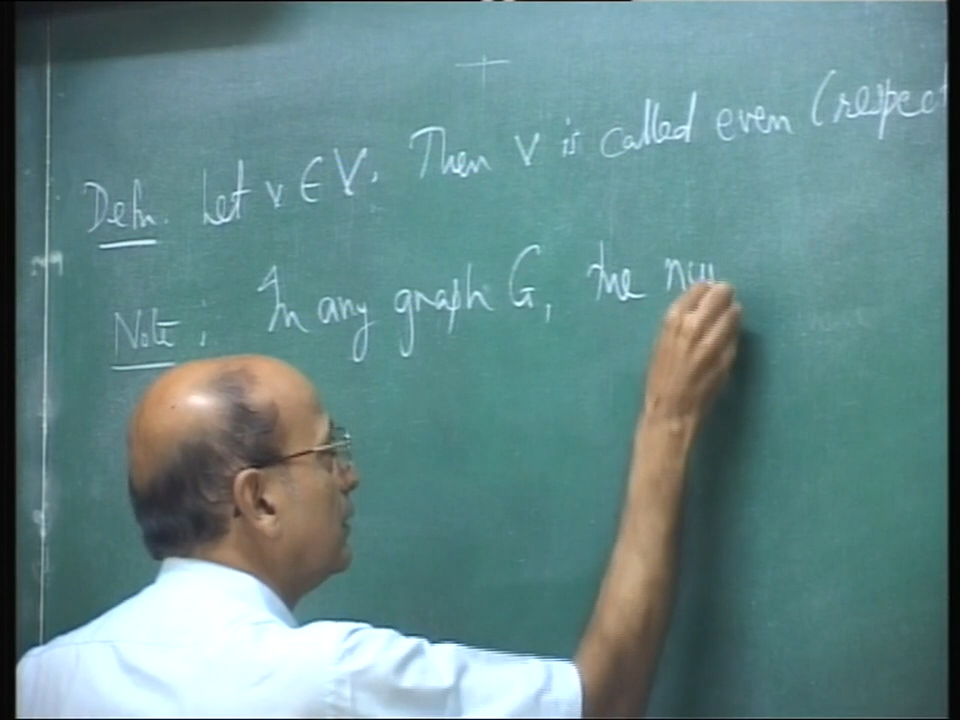 Defn. Let v ∈ V. Then v is called even (respect
Note: In any graph G, the nu